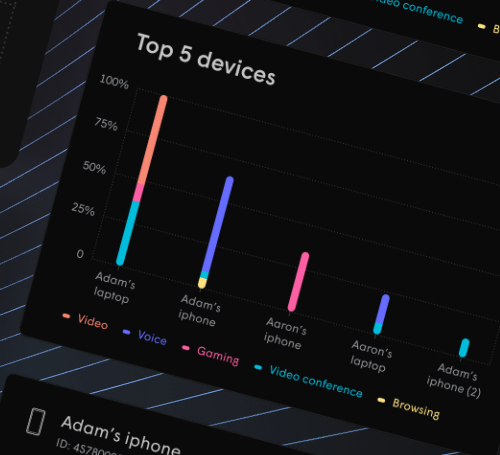 deo conference
Top 5 devices
100%
75%
50%
25%
0
Adam's
laptop
Adam's
iphone
Aaron's
iphone
Aaron's
laptop
Adam's
iphone (2)
Video
Voice
Gaming
Video conference
Browsing
Adam's iphone